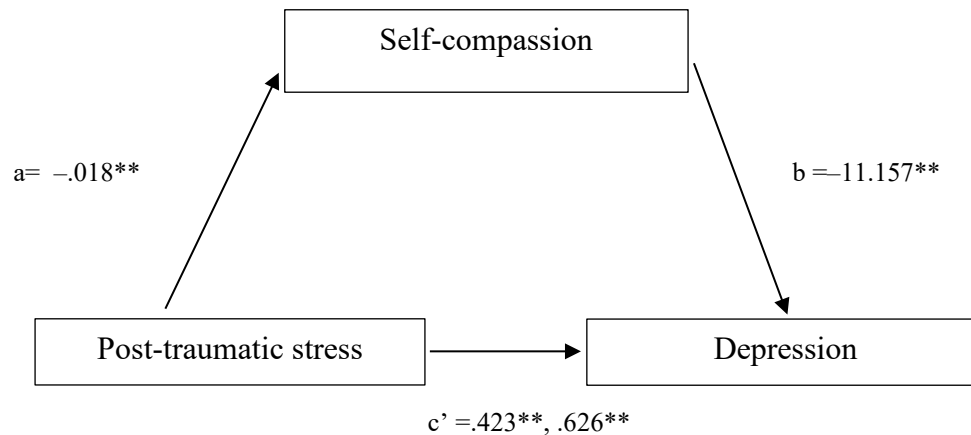 Self-compassion
a= –.018**
b =–11.157**
Post-traumatic stress
Depression
c’ =.423**, .626**